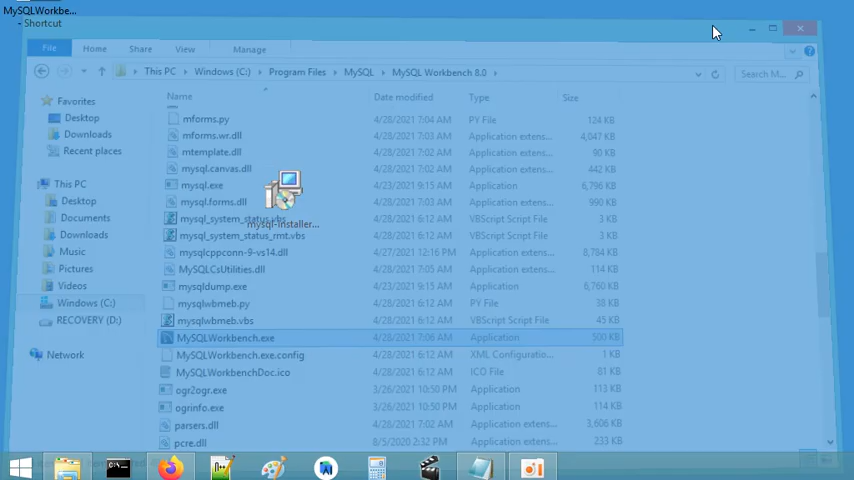 MySQLWorkbe...
- Shortcut
File Home Share View Manage
This PC Windows (C:) Program Files MySQL MySQL Workbench 8.0
Search M...
Favorites
Desktop
Downloads
Recent places
This PC
Desktop
Documents
Downloads
Music
Pictures
Videos
Windows (C:)
RECOVERY (D:)
Network
Name Date modified Type Size
mforms.py 4/28/2021 7:04 AM PY File 124 KB
mforms.wr.dll 4/28/2021 7:03 AM Application exten... 4,047 KB
mtemplate.dll 4/28/2021 7:02 AM Application exten... 90 KB
mysql.canvas.dll 4/28/2021 7:02 AM Application exten... 442 KB
mysql.exe 4/23/2021 9:15 AM Application 6,796 KB
mysql.forms.dll 4/28/2021 7:03 AM Application exten... 990 KB
mysql_system_status.vbs 4/28/2021 6:12 AM VBScript Script File 3 KB
mysql-installer...
mysql_system_status_rmt.vbs 4/28/2021 6:12 AM VBScript Script File 3 KB
mysqlcppconn-9-vs14.dll 4/27/2021 12:16 PM Application exten... 8,784 KB
MySQLCsUtilities.dll 4/28/2021 7:05 AM Application exten... 114 KB
mysqldump.exe 4/23/2021 9:15 AM Application 6,760 KB
mysqlwbmeb.py 4/28/2021 6:12 AM PY File 38 KB
mysqlwbmeb.vbs 4/28/2021 6:12 AM VBScript Script File 45 KB
MySQLWorkbench.exe 4/28/2021 7:06 AM Application 500 KB
MySQLWorkbench.exe.config 4/28/2021 6:12 AM XML Configuratio... 1 KB
MySQLWorkbenchDoc.ico 4/28/2021 6:12 AM ICO File 81 KB
ogr2ogr.exe 3/26/2021 10:50 PM Application 113 KB
ogrinfo.exe 3/26/2021 10:50 PM Application 114 KB
parsers.dll 4/28/2021 7:02 AM Application exten... 3,606 KB
pcre.dll 8/5/2020 2:32 PM Application exten... 233 KB